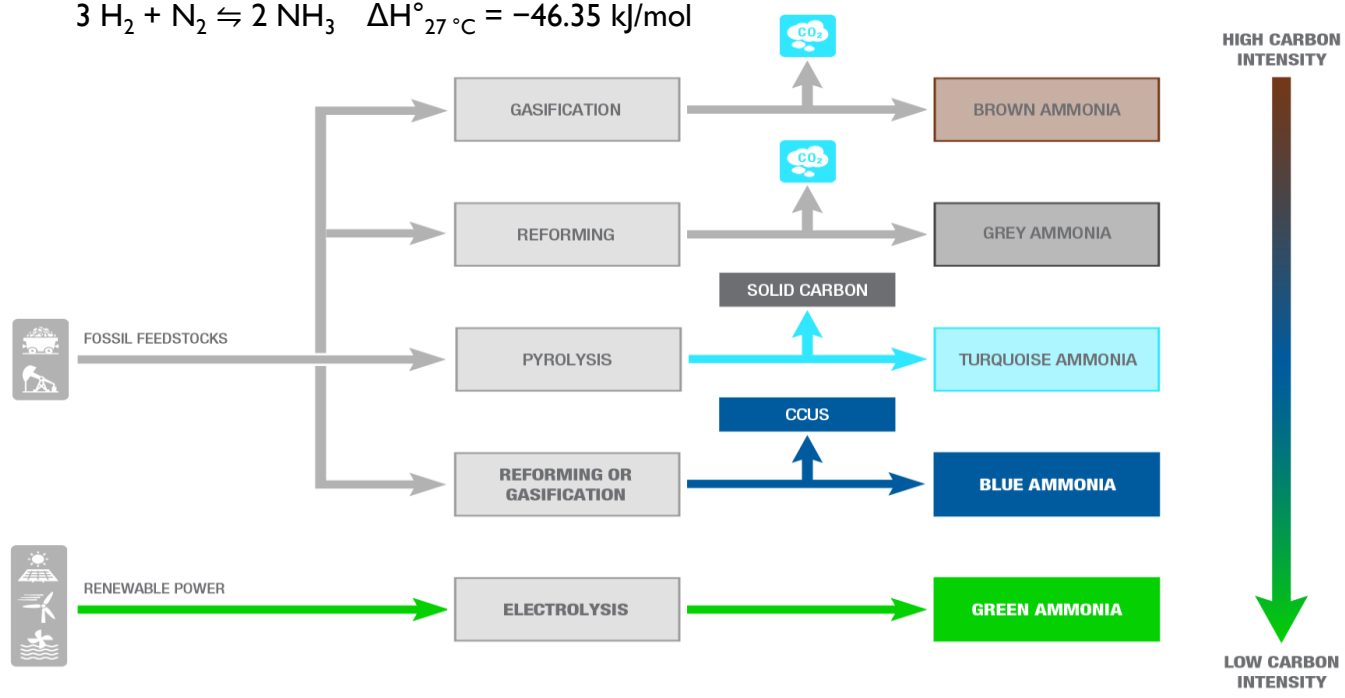 3 H₂ + N₂ ⇋ 2 NH₃ ΔH°₂₇ °C = −46.35 kJ/mol
CO₂
HIGH CARBON
INTENSITY
GASIFICATION
BROWN AMMONIA
CO₂
REFORMING
GREY AMMONIA
SOLID CARBON
FOSSIL FEEDSTOCKS
PYROLYSIS
TURQUOISE AMMONIA
CCUS
REFORMING OR
GASIFICATION
BLUE AMMONIA
RENEWABLE POWER
ELECTROLYSIS
GREEN AMMONIA
LOW CARBON
INTENSITY